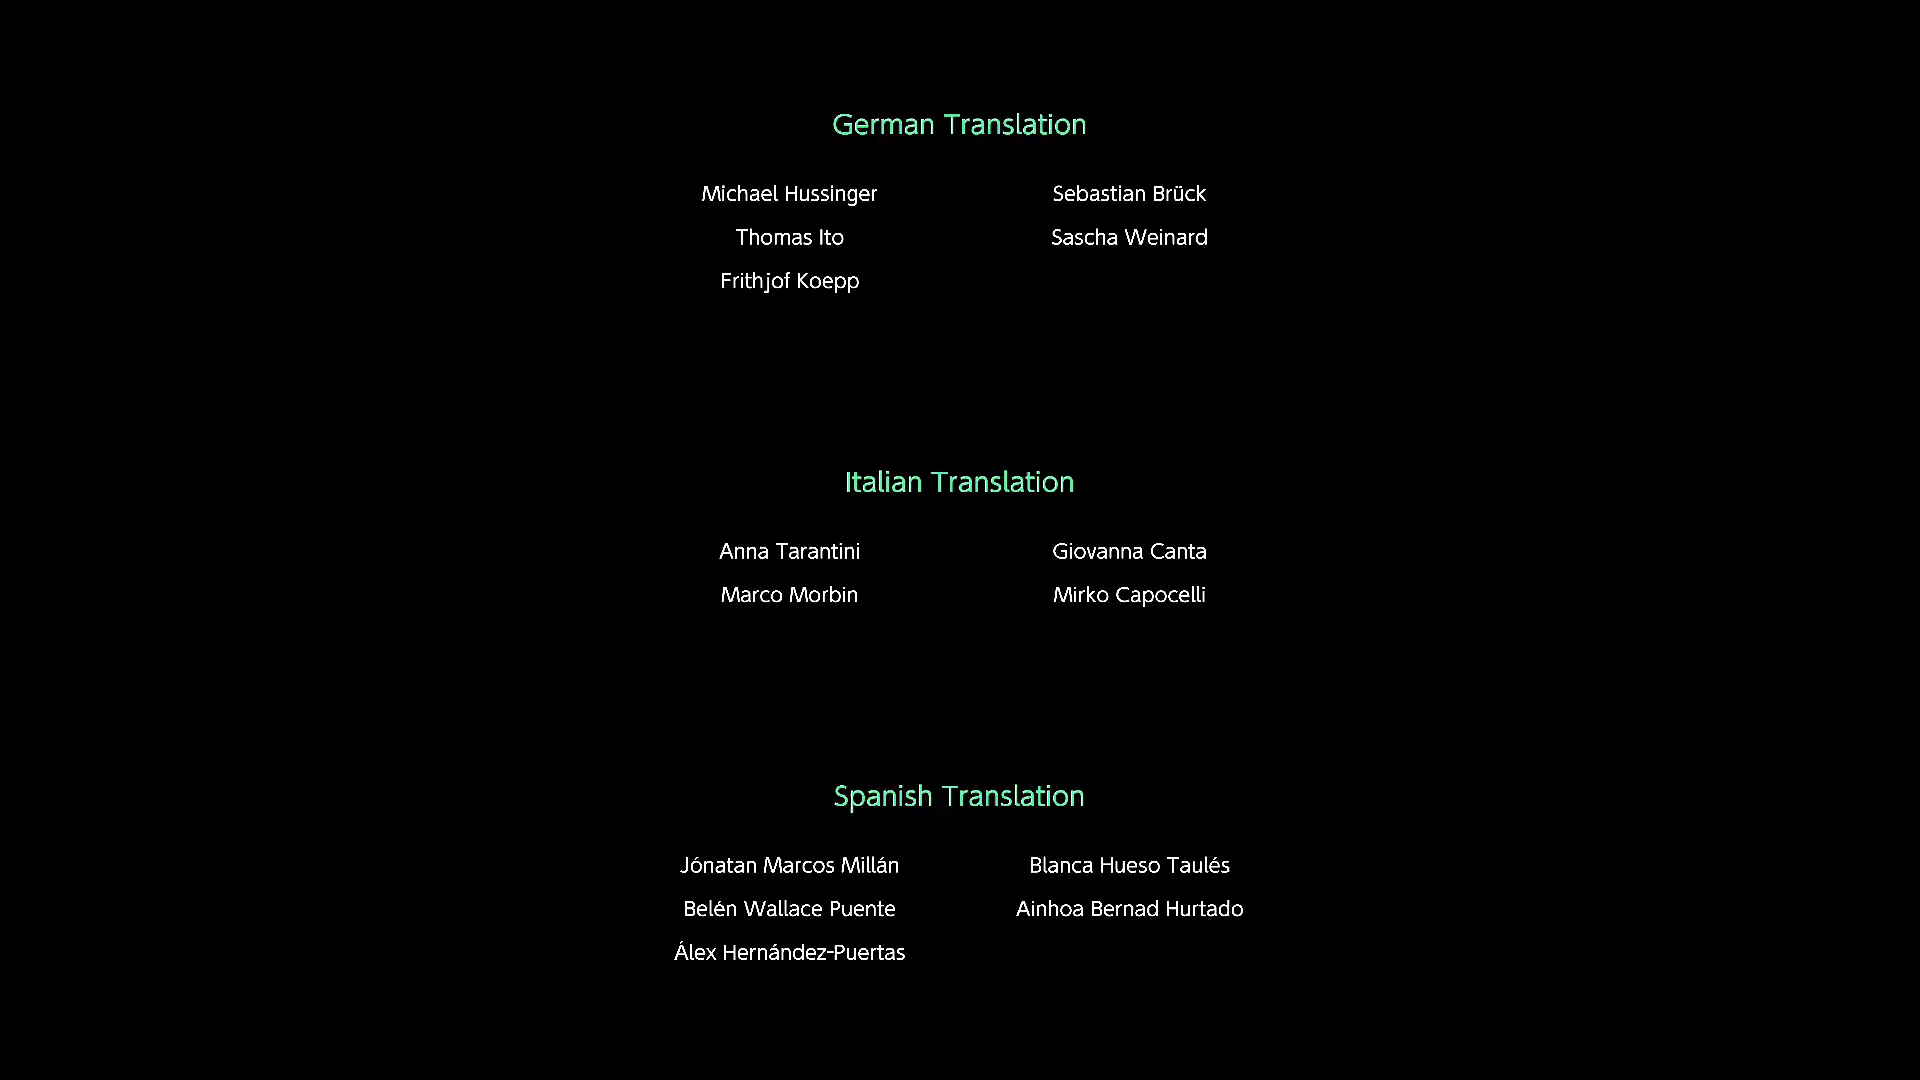 German Translation
Michael Hussinger Sebastian Brück
Thomas Ito Sascha Weinard
Frithjof Koepp
Italian Translation
Anna Tarantini Giovanna Canta
Marco Morbin Mirko Capocelli
Spanish Translation
Jónatan Marcos Millán Blanca Hueso Taulés
Belén Wallace Puente Ainhoa Bernad Hurtado
Álex Hernández-Puertas